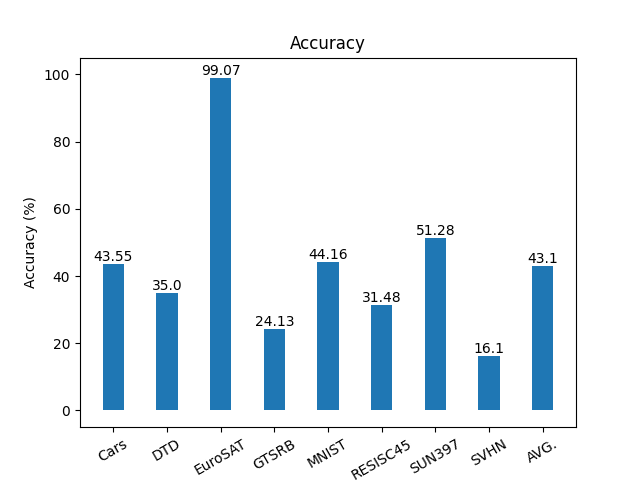 Accuracy
Accuracy (%)
100
80
60
40
20
0
43.55
35.0
99.07
24.13
44.16
31.48
51.28
16.1
43.1
Cars
DTD
EuroSAT
GTSRB
MNIST
RESISC45
SUN397
SVHN
AVG.